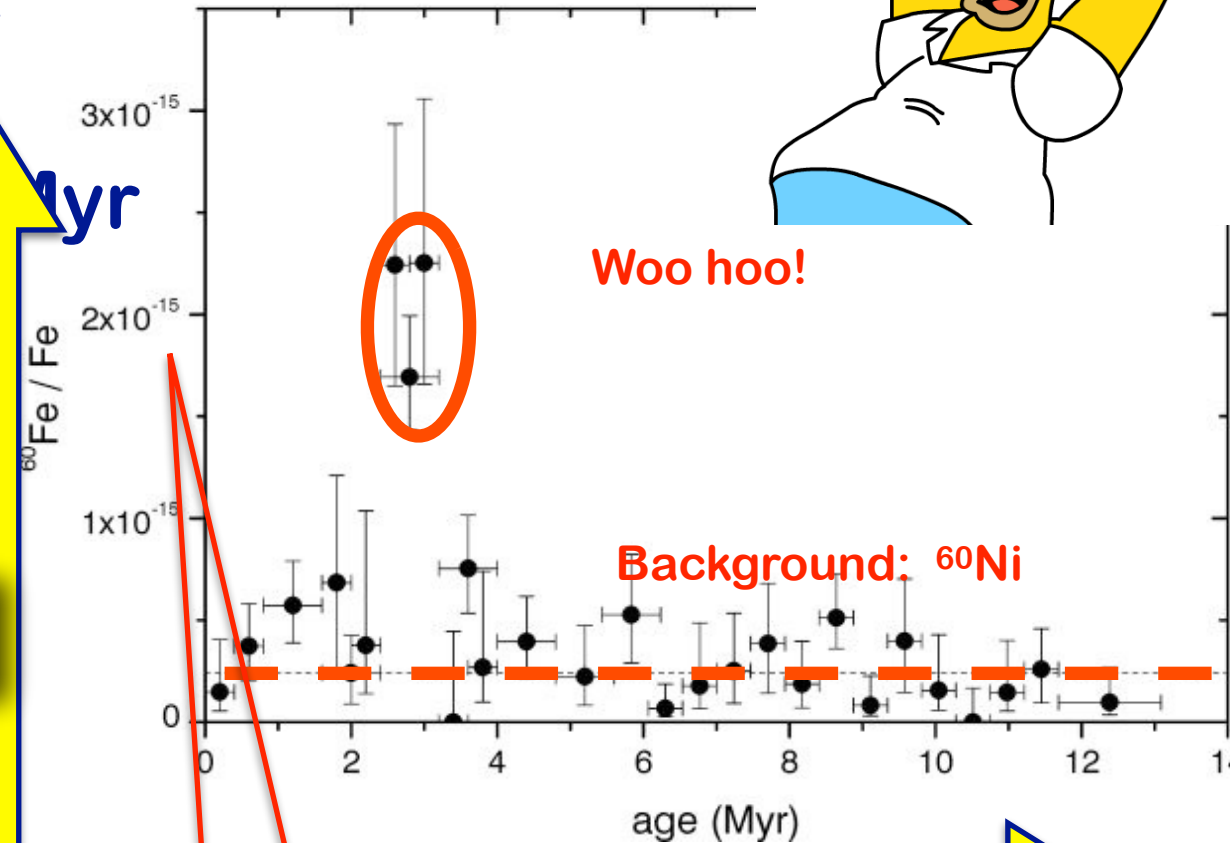 3x10⁻¹⁵
Myr
Woo hoo!
2x10⁻¹⁵
⁶⁰Fe / Fe
1x10⁻¹⁵
Background: ⁶⁰Ni
0
0 2 4 6 8 10 12
age (Myr)